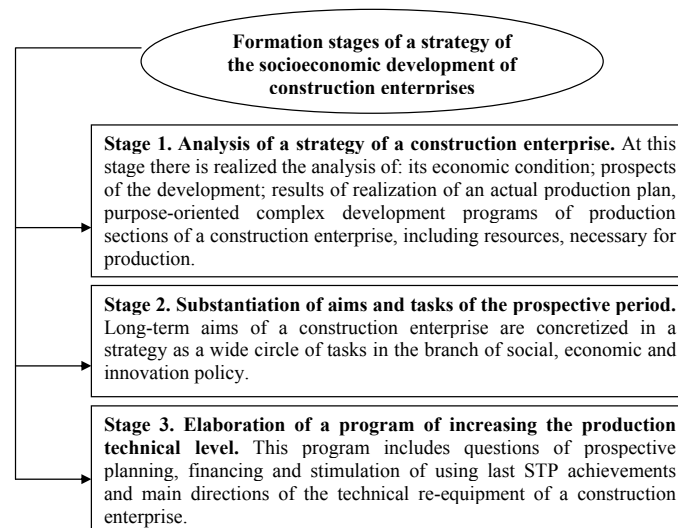 Formation stages of a strategy of
the socioeconomic development of
construction enterprises
Stage 1. Analysis of a strategy of a construction enterprise. At this
stage there is realized the analysis of: its economic condition; prospects
of the development; results of realization of an actual production plan,
purpose-oriented complex development programs of production
sections of a construction enterprise, including resources, necessary for
production.
Stage 2. Substantiation of aims and tasks of the prospective period.
Long-term aims of a construction enterprise are concretized in a
strategy as a wide circle of tasks in the branch of social, economic and
innovation policy.
Stage 3. Elaboration of a program of increasing the production
technical level. This program includes questions of prospective
planning, financing and stimulation of using last STP achievements
and main directions of the technical re-equipment of a construction
enterprise.